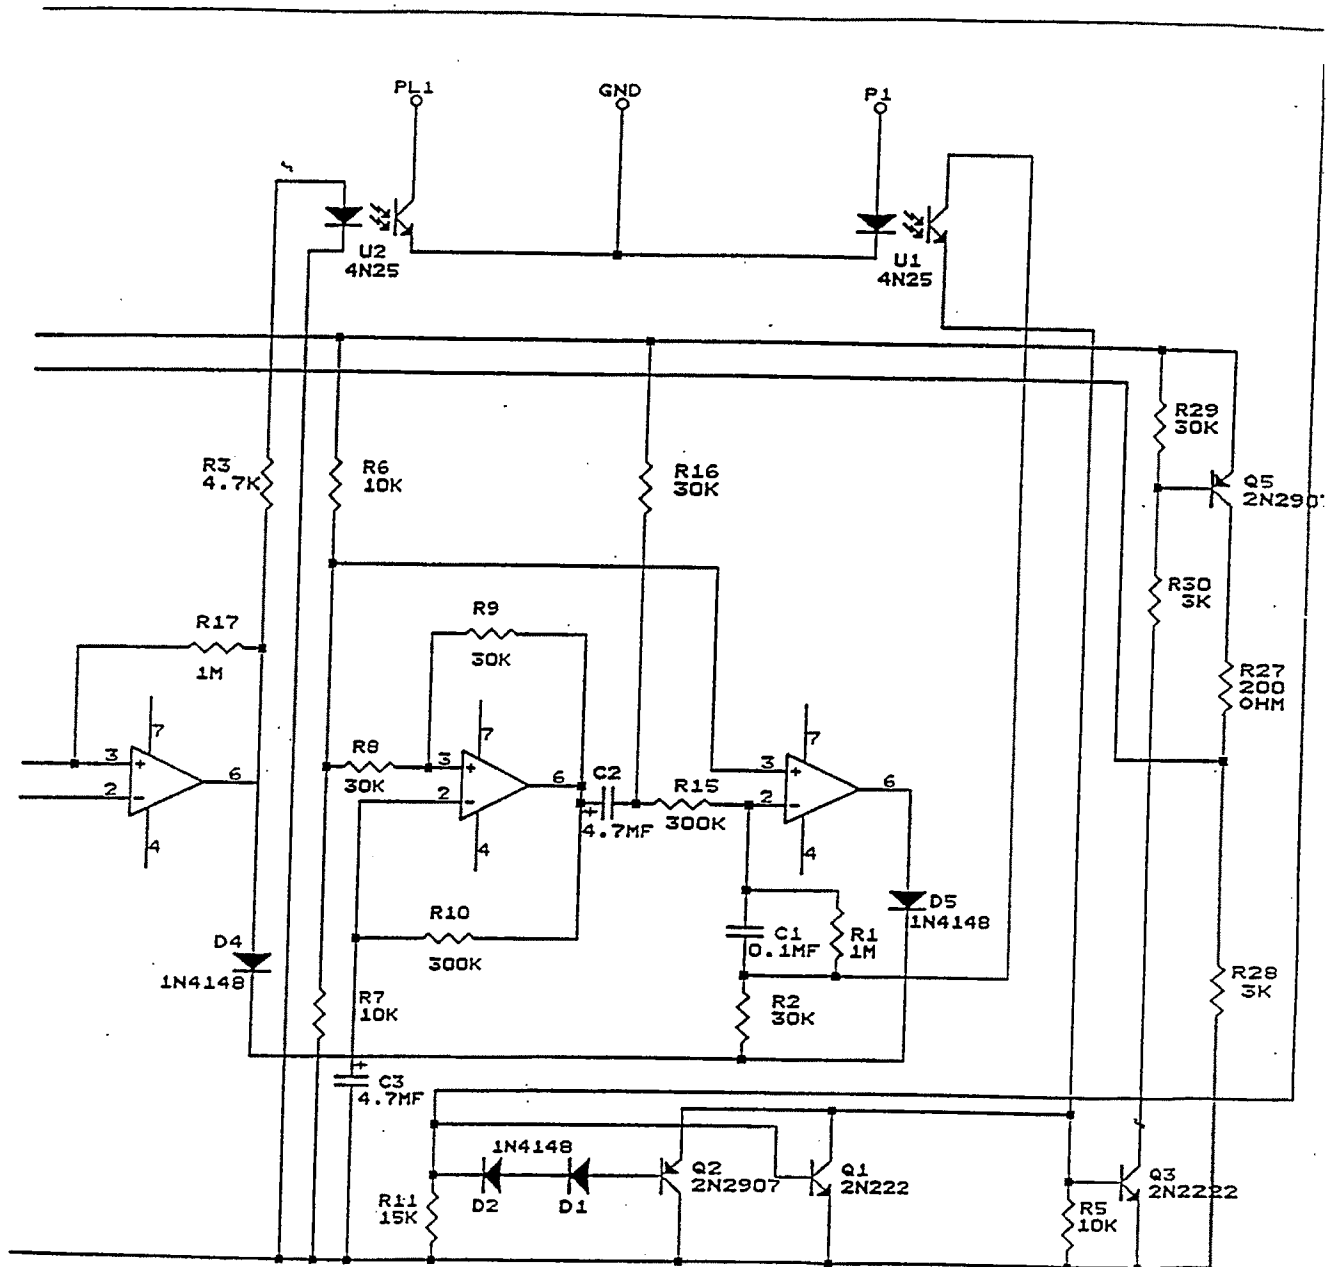 PL1
GND
P1
U2
4N25
U1
4N25
R29
30K
R3
4.7K
R6
10K
R16
30K
Q5
2N290
R30
3K
R17
1M
R9
30K
R27
200
OHM
7
7
7
3
+
2
-
6
4
R8
30K
3
+
2
-
6
4
C2
+
4.7MF
R15
300K
3
+
2
-
6
4
R10
300K
D5
1N4148
C1
0.1MF
R1
1M
D4
1N4148
R7
10K
R2
30K
R28
3K
+
C3
4.7MF
1N4148
D2
D1
R11
15K
Q2
2N2907
Q1
2N222
Q3
2N2222
R5
10K